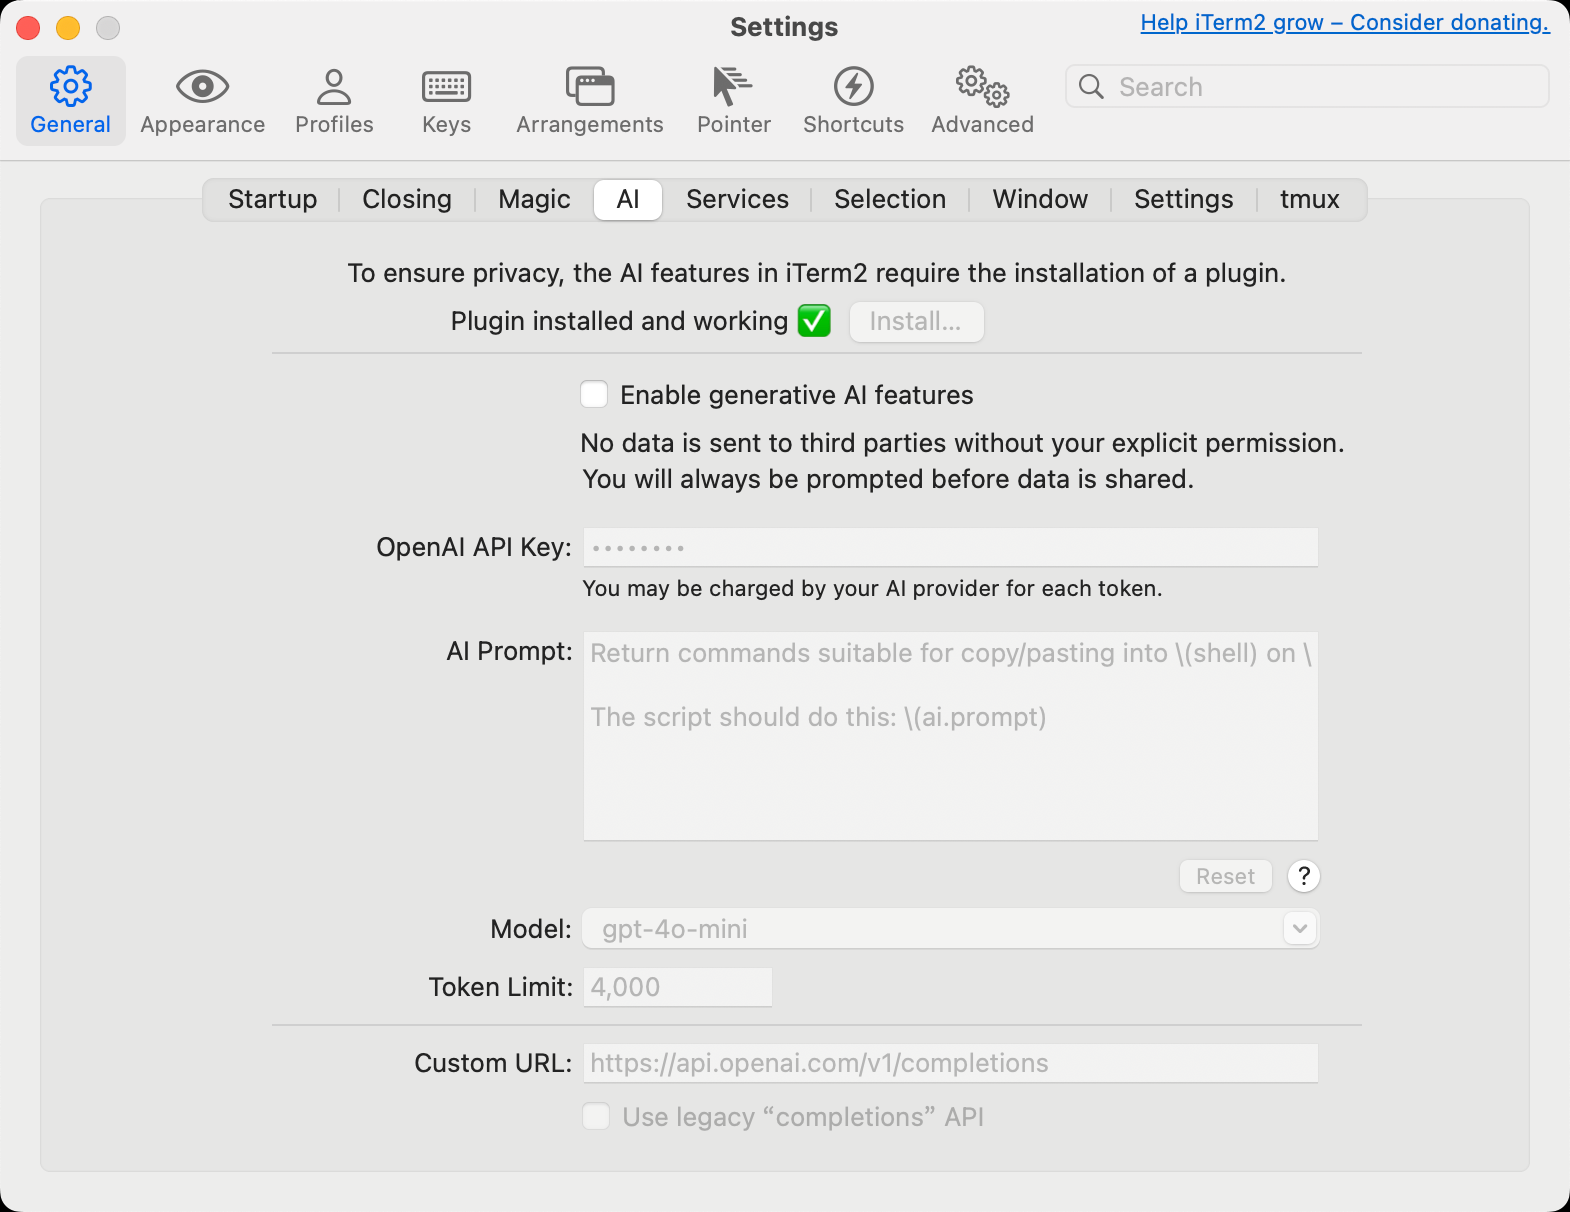 Settings
Help iTerm2 grow – Consider donating.
General
Appearance
Profiles
Keys
Arrangements
Pointer
Shortcuts
Advanced
Search
Startup
Closing
Magic
AI
Services
Selection
Window
Settings
tmux
To ensure privacy, the AI features in iTerm2 require the installation of a plugin.
Plugin installed and working ✅ Install...
Enable generative AI features
No data is sent to third parties without your explicit permission.
You will always be prompted before data is shared.
OpenAI API Key: ••••••••
You may be charged by your AI provider for each token.
AI Prompt: Return commands suitable for copy/pasting into \(shell) on \
The script should do this: \(ai.prompt)
Reset ?
Model: gpt-4o-mini
Token Limit: 4,000
Custom URL: https://api.openai.com/v1/completions
Use legacy “completions” API